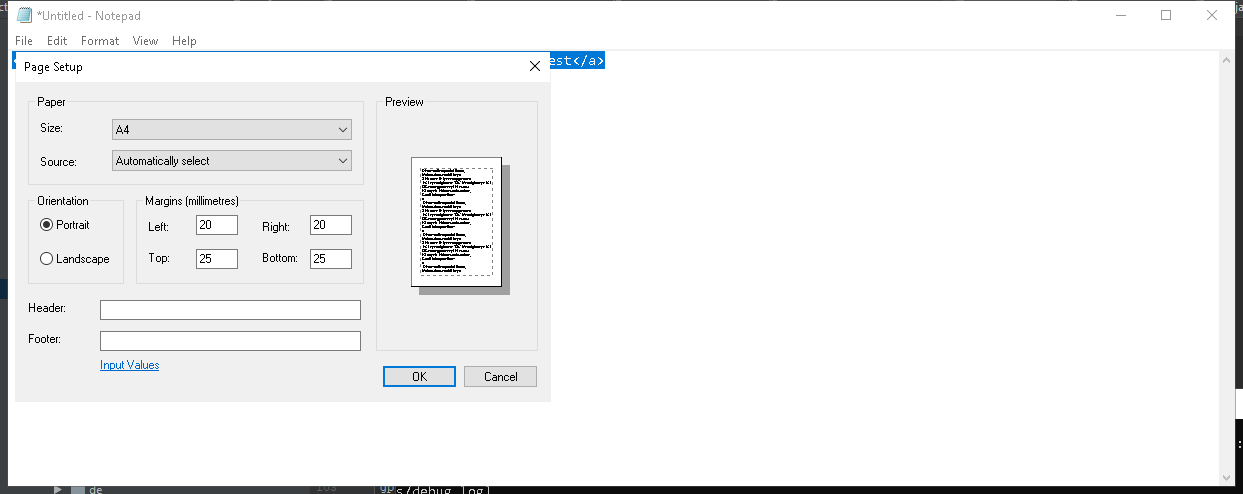 *Untitled - Notepad
File Edit Format View Help
est</a>
Page Setup
Paper
Size: A4
Source: Automatically select
Preview
Orientation
Portrait
Landscape
Margins (millimetres)
Left: 20 Right: 20
Top: 25 Bottom: 25
Header:
Footer:
Input Values
OK Cancel
de
s/debug.log]